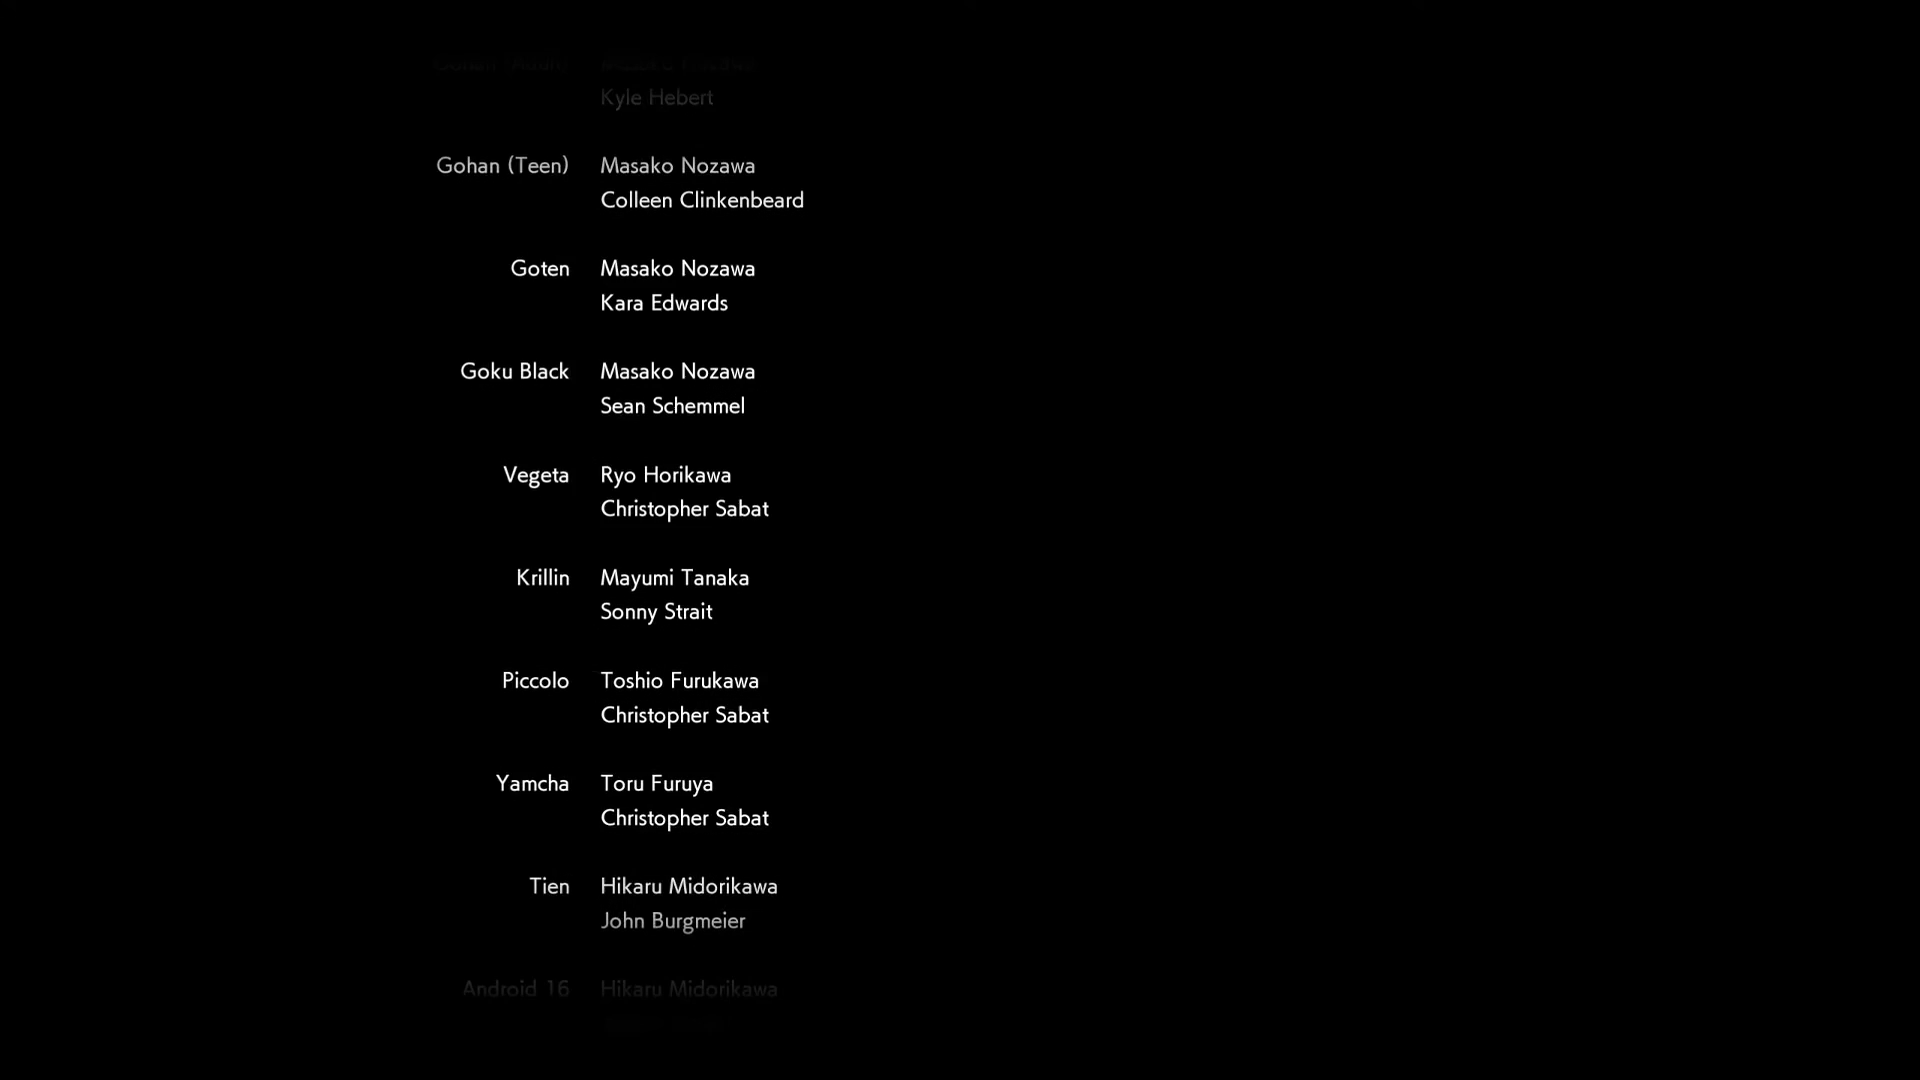 Kyle Hebert
Gohan (Teen) Masako Nozawa
Colleen Clinkenbeard
Goten Masako Nozawa
Kara Edwards
Goku Black Masako Nozawa
Sean Schemmel
Vegeta Ryo Horikawa
Christopher Sabat
Krillin Mayumi Tanaka
Sonny Strait
Piccolo Toshio Furukawa
Christopher Sabat
Yamcha Toru Furuya
Christopher Sabat
Tien Hikaru Midorikawa
John Burgmeier
Android 16 Hikaru Midorikawa